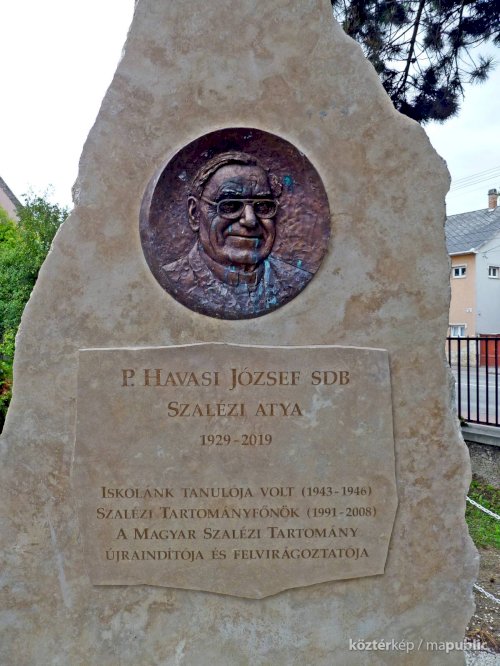 P. HAVASI JÓZSEF SDB
SZALÉZI ATYA
1929-2019
ISKOLÁNK TANULÓJA VOLT (1943-1946)
SZALÉZI TARTOMÁNYFŐNÖK (1991-2008)
A MAGYAR SZALÉZI TARTOMÁNY
ÚJRAINDÍTÓJA ÉS FELVIRÁGOZTATÓJA
köztérkép / mapublic